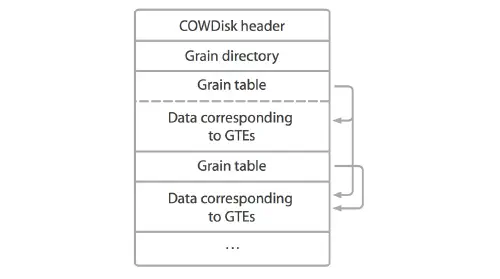 COWDisk header
Grain directory
Grain table
Data corresponding
to GTEs
Grain table
Data corresponding
to GTEs
...